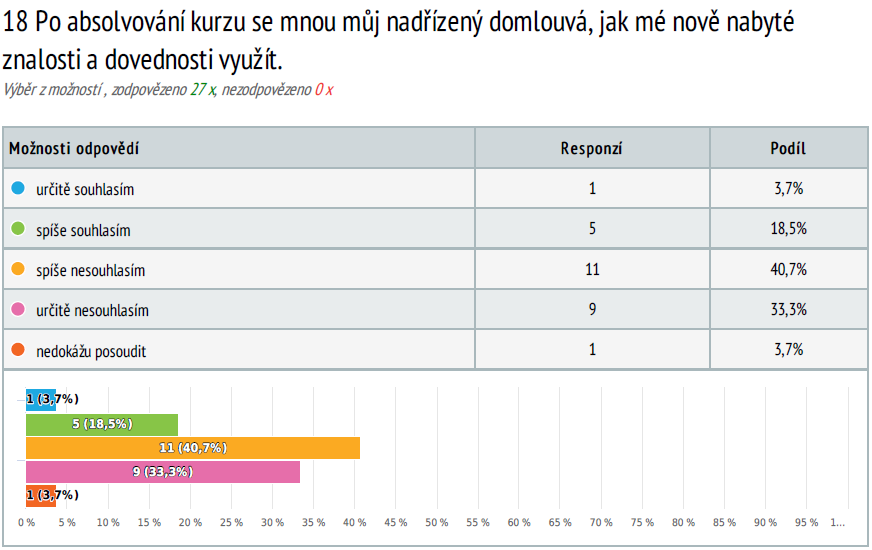 18 Po absolvování kurzu se mnou můj nadřízený domlouvá, jak mé nově nabyté
znalosti a dovednosti využít.
Výběr z možností , zodpovězeno 27 x, nezodpovězeno 0 x
Možnosti odpovědí Responzí Podíl
určitě souhlasím 1 3,7%
spíše souhlasím 5 18,5%
spíše nesouhlasím 11 40,7%
určitě nesouhlasím 9 33,3%
nedokážu posoudit 1 3,7%
1 (3,7%)
5 (18,5%)
11 (40,7%)
9 (33,3%)
1 (3,7%)
0 % 5 % 10 % 15 % 20 % 25 % 30 % 35 % 40 % 45 % 50 % 55 % 60 % 65 % 70 % 75 % 80 % 85 % 90 % 95 % 1...